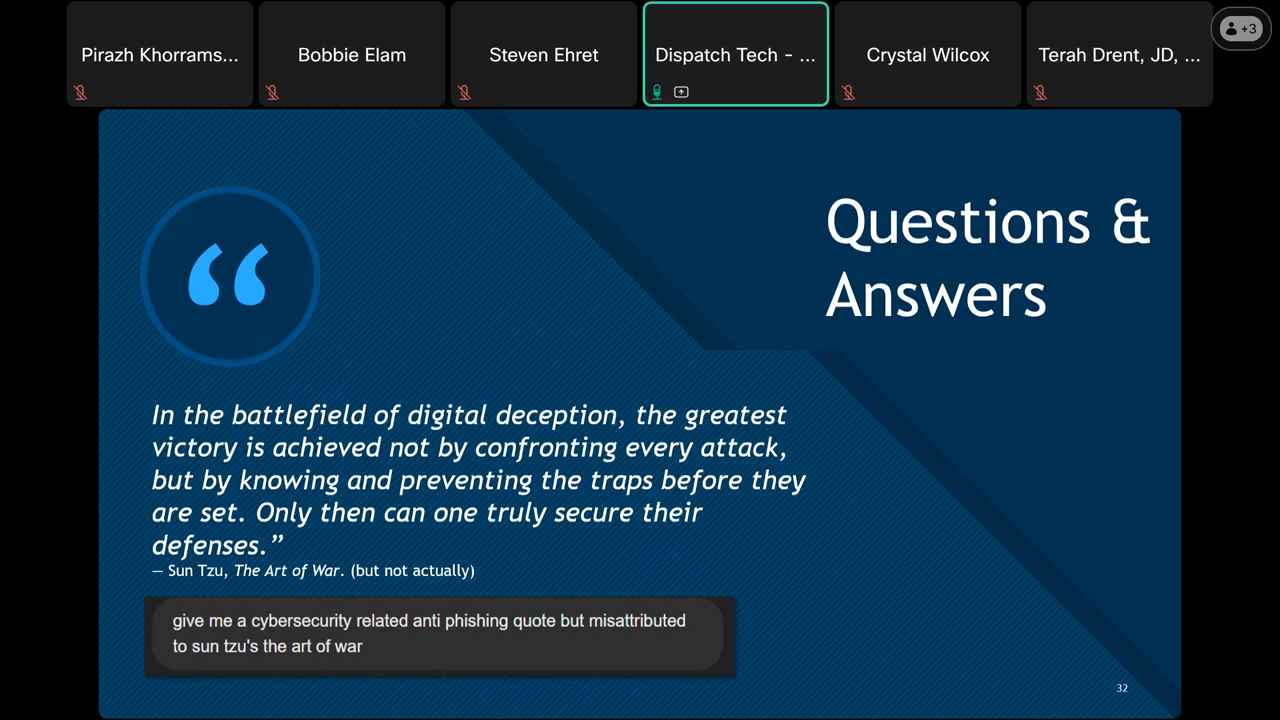 Pirazh Khorrams...
Bobbie Elam
Steven Ehret
Dispatch Tech - ...
Crystal Wilcox
Terah Drent, JD, ...
+3
Questions &
Answers
“
In the battlefield of digital deception, the greatest
victory is achieved not by confronting every attack,
but by knowing and preventing the traps before they
are set. Only then can one truly secure their
defenses.”
— Sun Tzu, The Art of War. (but not actually)
give me a cybersecurity related anti phishing quote but misattributed
to sun tzu's the art of war
32